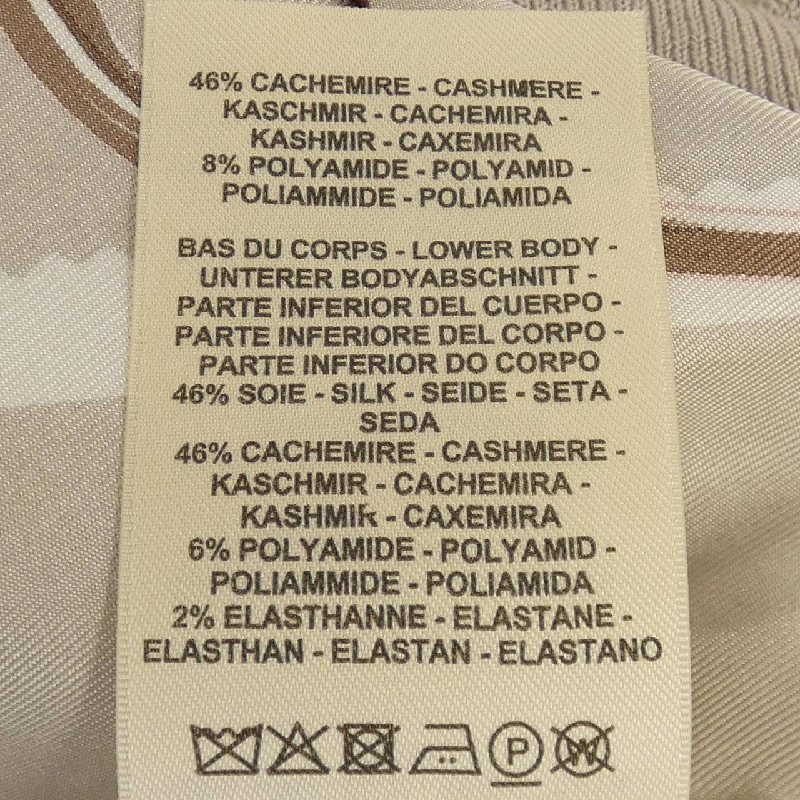 46% CACHEMIRE - CASHMERE -
KASCHMIR - CACHEMIRA -
KASHMIR - CAXEMIRA
8% POLYAMIDE - POLYAMID -
POLIAMMIDE - POLIAMIDA
BAS DU CORPS - LOWER BODY -
UNTERER BODYABSCHNITT -
PARTE INFERIOR DEL CUERPO -
PARTE INFERIORE DEL CORPO -
PARTE INFERIOR DO CORPO
46% SOIE - SILK - SEIDE - SETA -
SEDA
46% CACHEMIRE - CASHMERE -
KASCHMIR - CACHEMIRA -
KASHMIR - CAXEMIRA
6% POLYAMIDE - POLYAMID -
POLIAMMIDE - POLIAMIDA
2% ELASTHANNE - ELASTANE -
ELASTHAN - ELASTAN - ELASTANO
P W